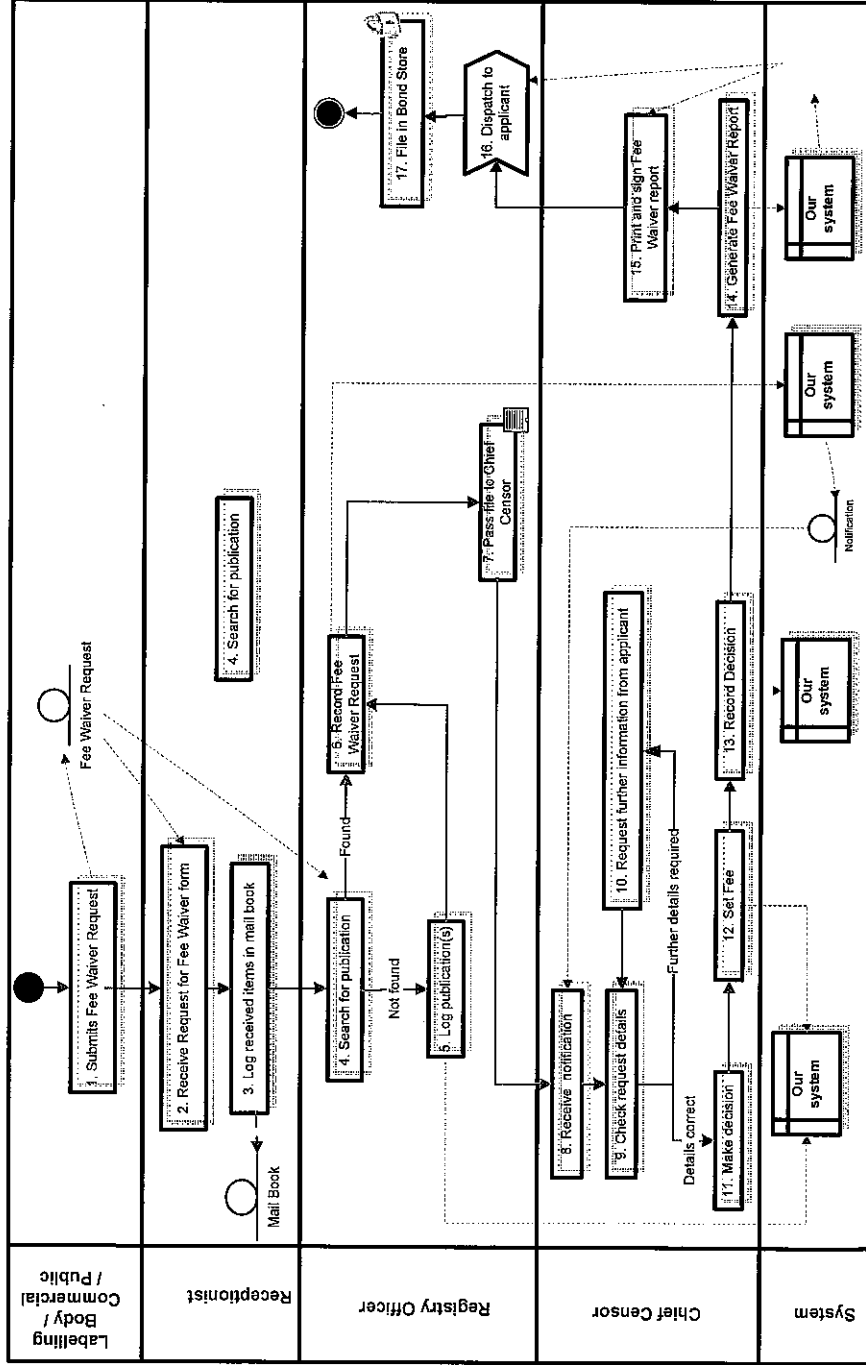 Labelling
Body /
Commercial
/ Public
1. Submits Fee Waiver Request
Fee Waiver Request
Receptionist
2. Receive Request for Fee Waiver form
3. Log received items in mail book
Mail Book
4. Search for publication
Registry Officer
4. Search for publication
Found
Not found
5. Log publication(s)
6. Record Fee
Waiver Request
7. Pass file to Chief
Censor
16. Dispatch to
applicant
17. File in Bond Store
Chief Censor
8. Receive notification
9. Check request details
10. Request further information from applicant
Further details required
Details correct
11. Make decision
12. Set Fee
13. Record Decision
14. Generate Fee Waiver Report
15. Print and sign Fee
Waiver report
System
Our
system
Our
system
Notification
Our
system
Our
system